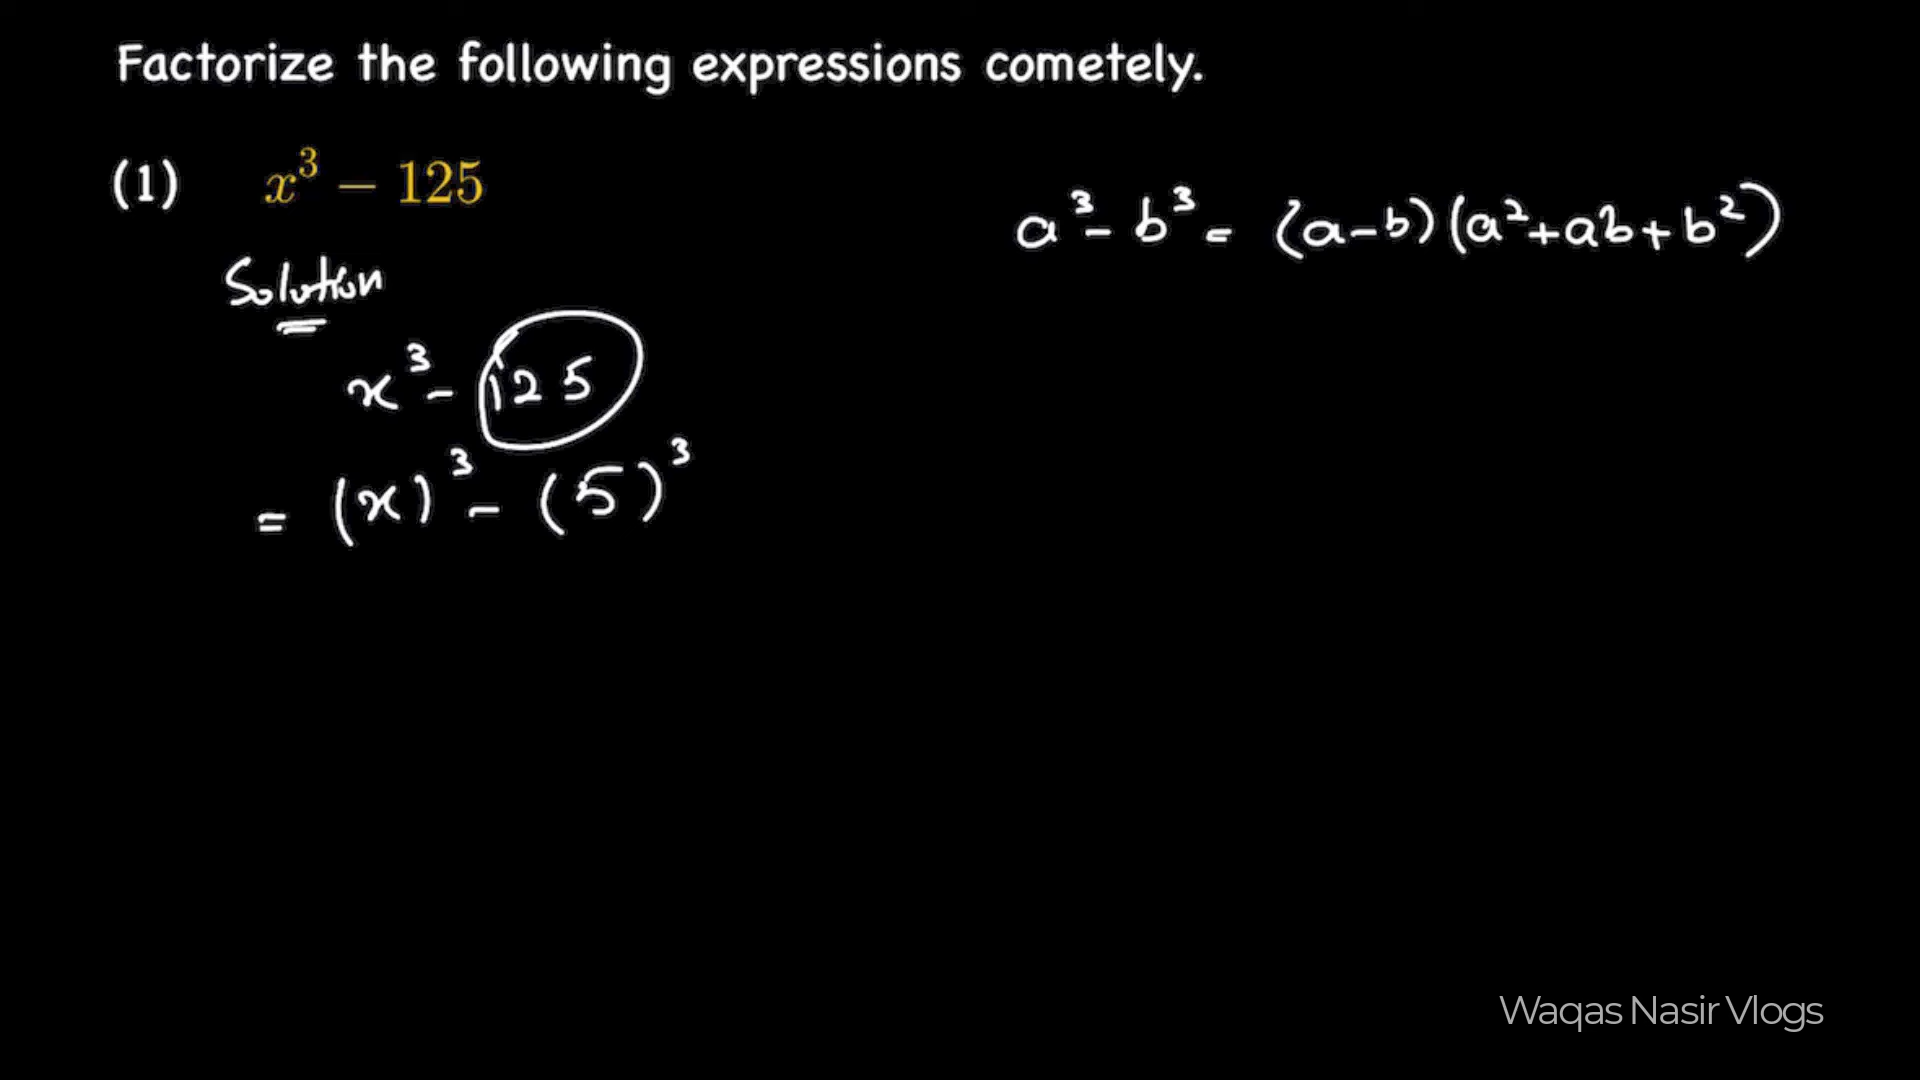 Factorize the following expressions cometely.
(1) x³ − 125
a³ - b³ = (a-b)(a²+ab+b²)
Solution
x³ - 125
= (x)³ - (5)³
Waqas Nasir Vlogs